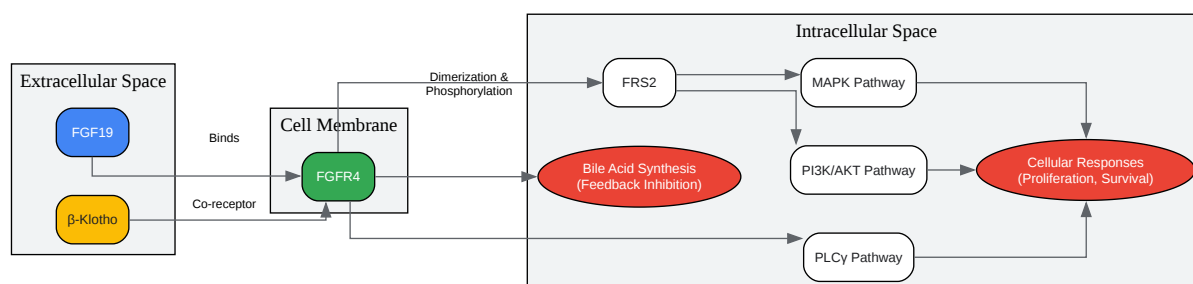 Extracellular Space
FGF19
β-Klotho
Binds
Co-receptor
Cell Membrane
FGFR4
Dimerization &
Phosphorylation
Intracellular Space
FRS2
MAPK Pathway
Bile Acid Synthesis
(Feedback Inhibition)
PI3K/AKT Pathway
Cellular Responses
(Proliferation, Survival)
PLCγ Pathway